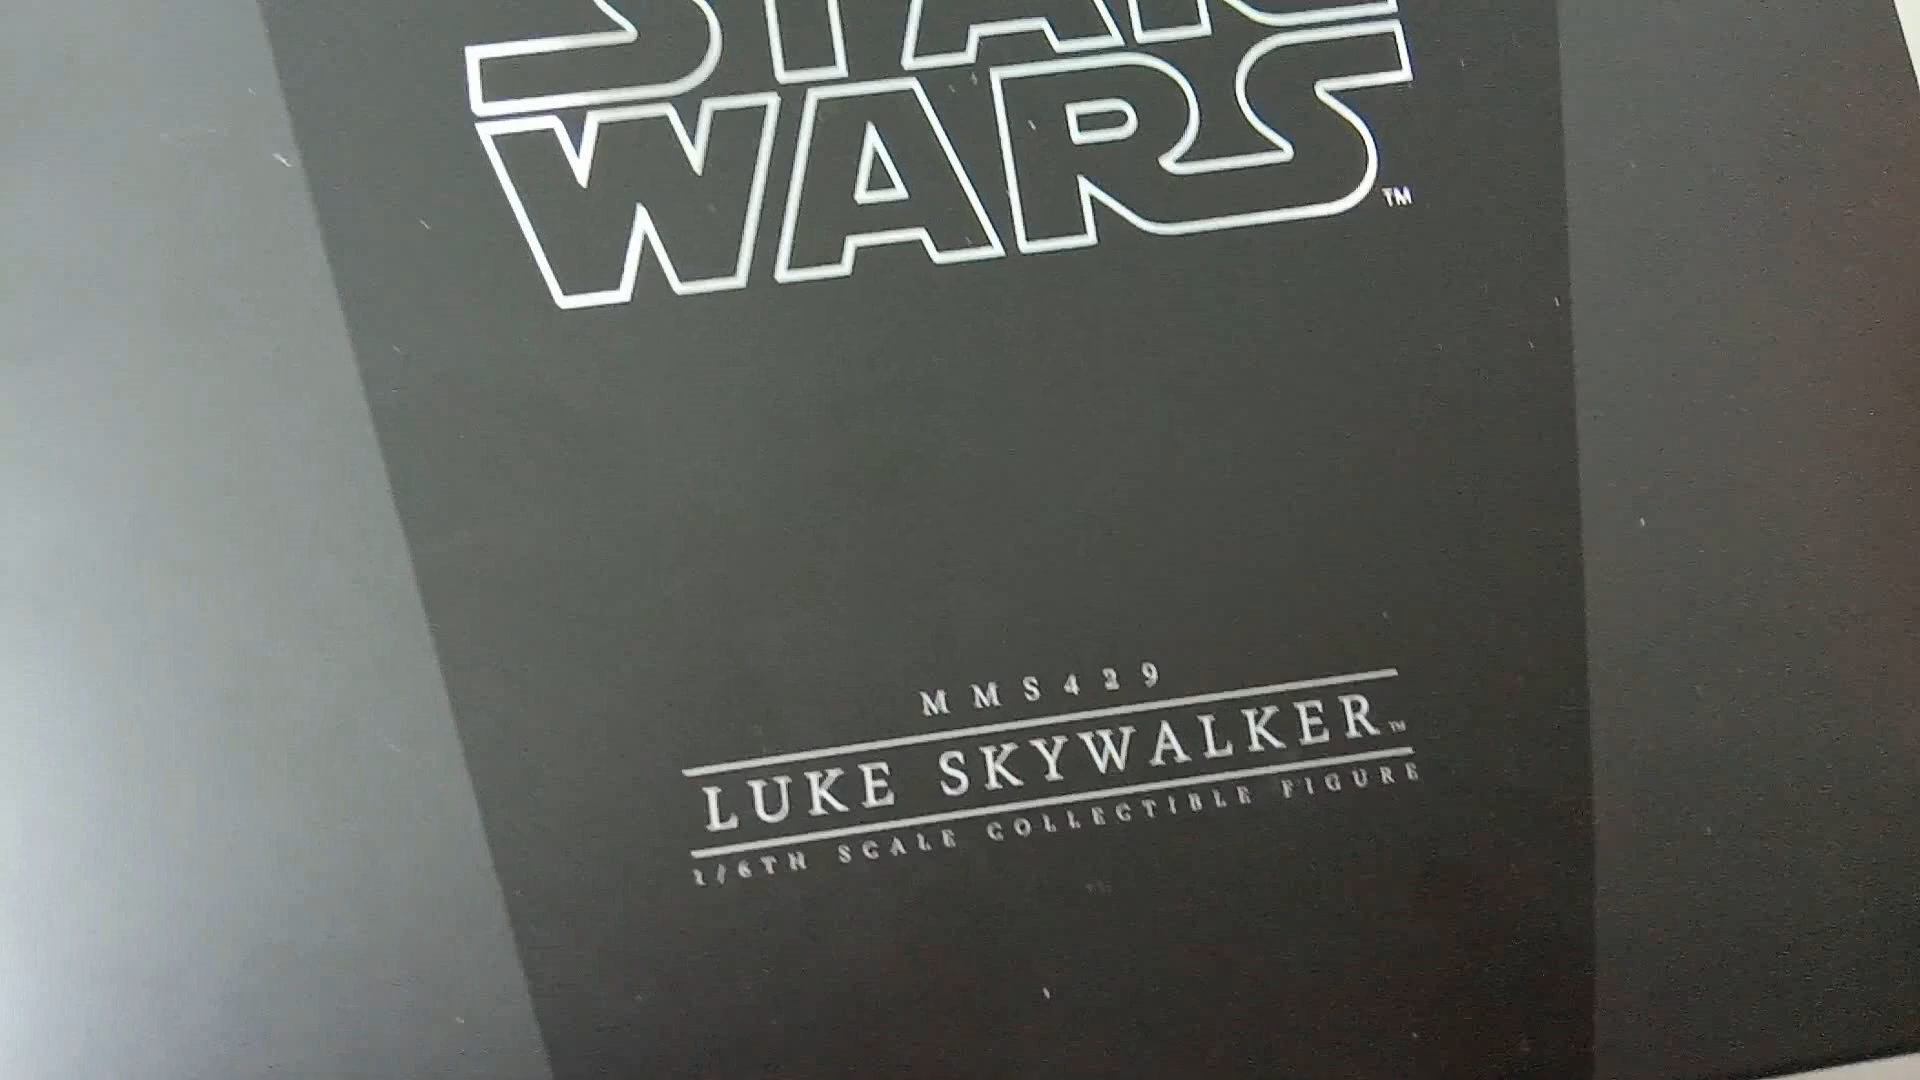 STAR
WARS™
MMS429
LUKE SKYWALKER™
1/6TH SCALE COLLECTIBLE FIGURE